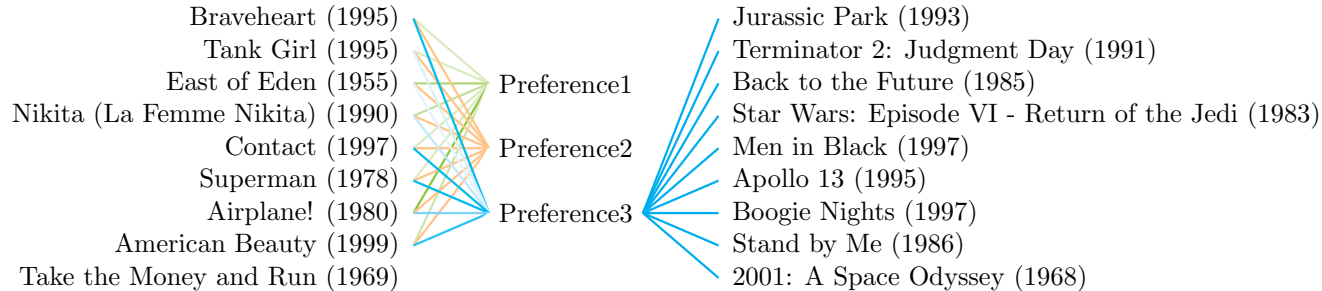 Braveheart (1995)
Tank Girl (1995)
East of Eden (1955)
Nikita (La Femme Nikita) (1990)
Contact (1997)
Superman (1978)
Airplane! (1980)
American Beauty (1999)
Take the Money and Run (1969)
Preference1
Preference2
Preference3
Jurassic Park (1993)
Terminator 2: Judgment Day (1991)
Back to the Future (1985)
Star Wars: Episode VI - Return of the Jedi (1983)
Men in Black (1997)
Apollo 13 (1995)
Boogie Nights (1997)
Stand by Me (1986)
2001: A Space Odyssey (1968)